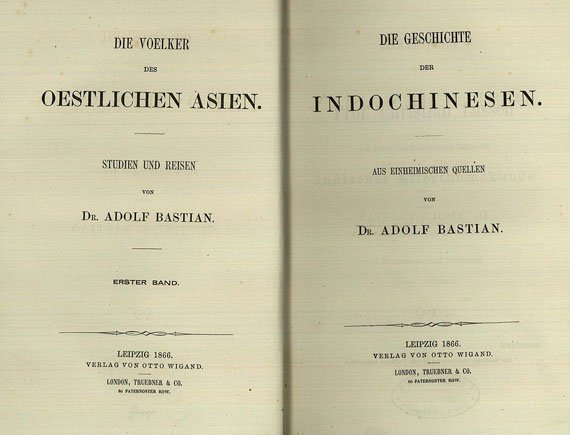 DIE VOELKER
DES
OESTLICHEN ASIEN.
STUDIEN UND REISEN
VON
DR. ADOLF BASTIAN.
ERSTER BAND.
LEIPZIG 1866.
VERLAG VON OTTO WIGAND.
LONDON, TRUEBNER & CO.
60 PATERNOSTER ROW.
DIE GESCHICHTE
DER
INDOCHINESEN.
AUS EINHEIMISCHEN QUELLEN
VON
DR. ADOLF BASTIAN.
LEIPZIG 1866.
VERLAG VON OTTO WIGAND.
LONDON, TRUEBNER & CO.
60 PATERNOSTER ROW.